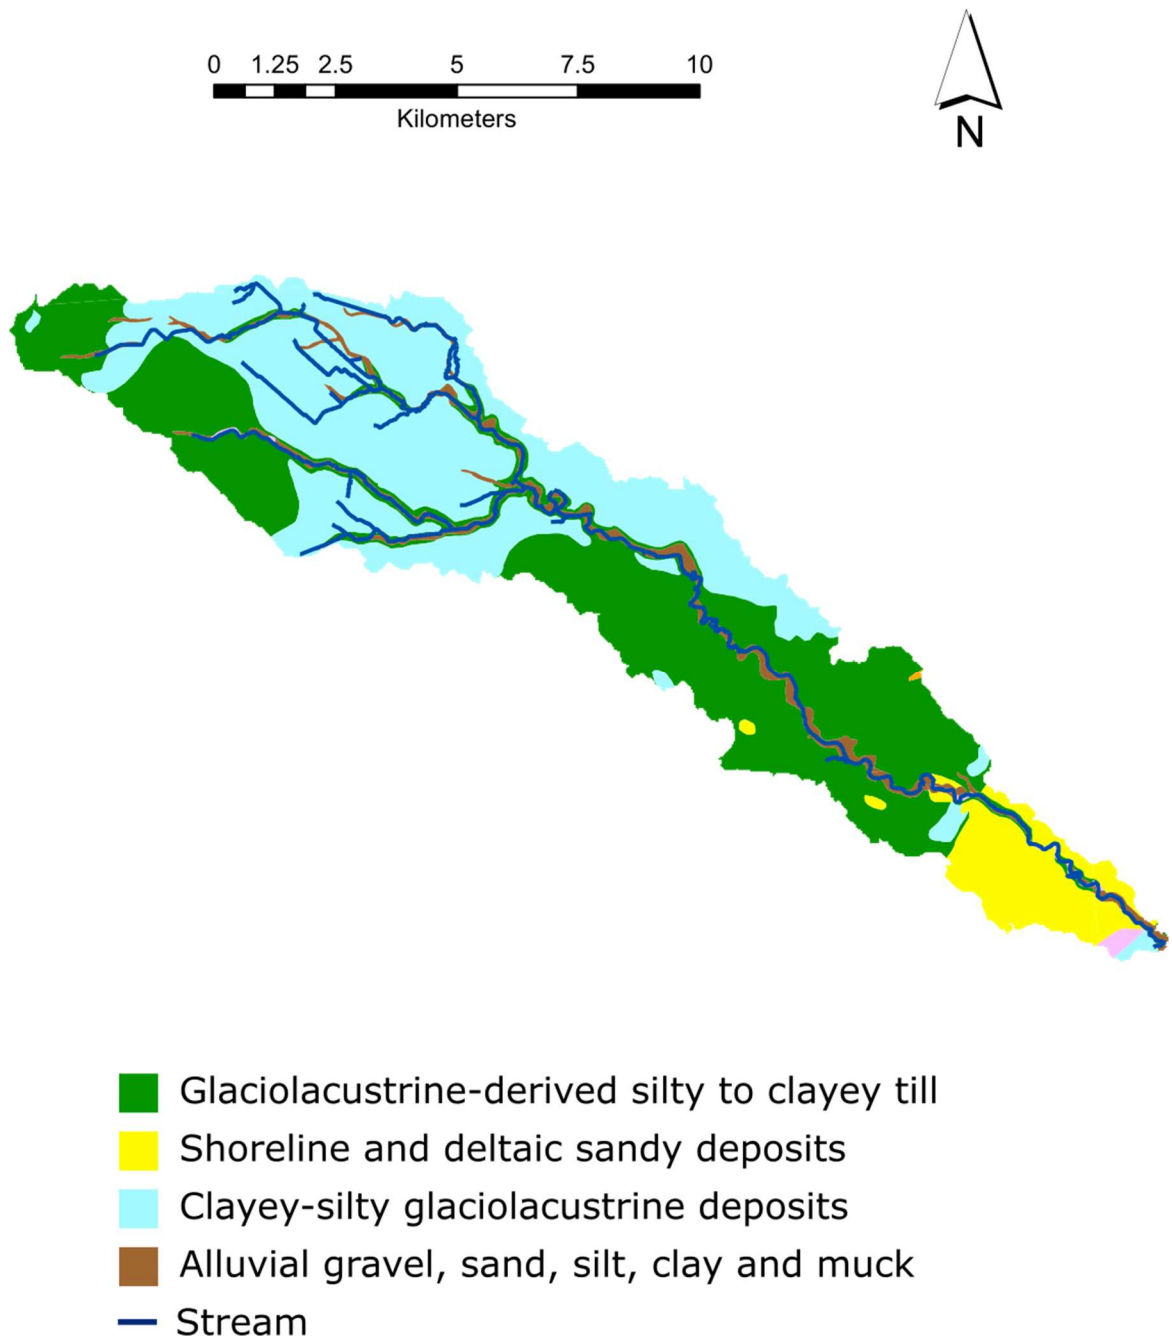 0 1.25 2.5 5 7.5 10
Kilometers
N
Glaciolacustrine-derived silty to clayey till
Shoreline and deltaic sandy deposits
Clayey-silty glaciolacustrine deposits
Alluvial gravel, sand, silt, clay and muck
Stream